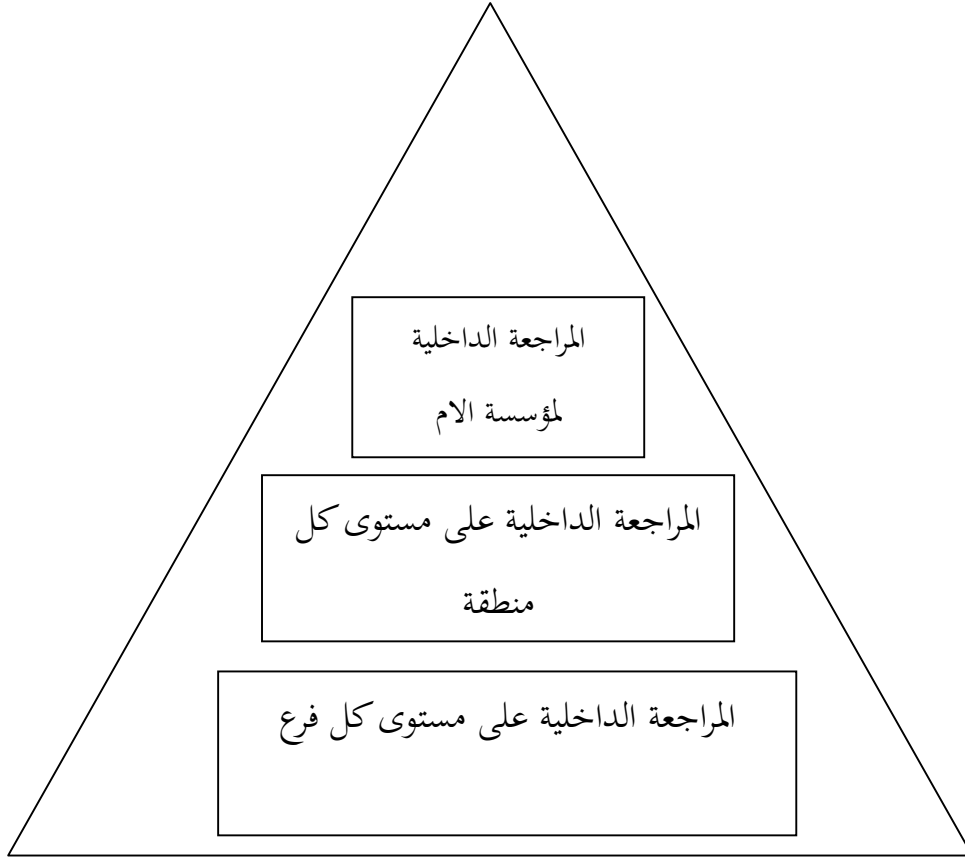 المراجعة الداخلية
لمؤسسة الام
المراجعة الداخلية على مستوى كل
منطقة
المراجعة الداخلية على مستوى كل فرع